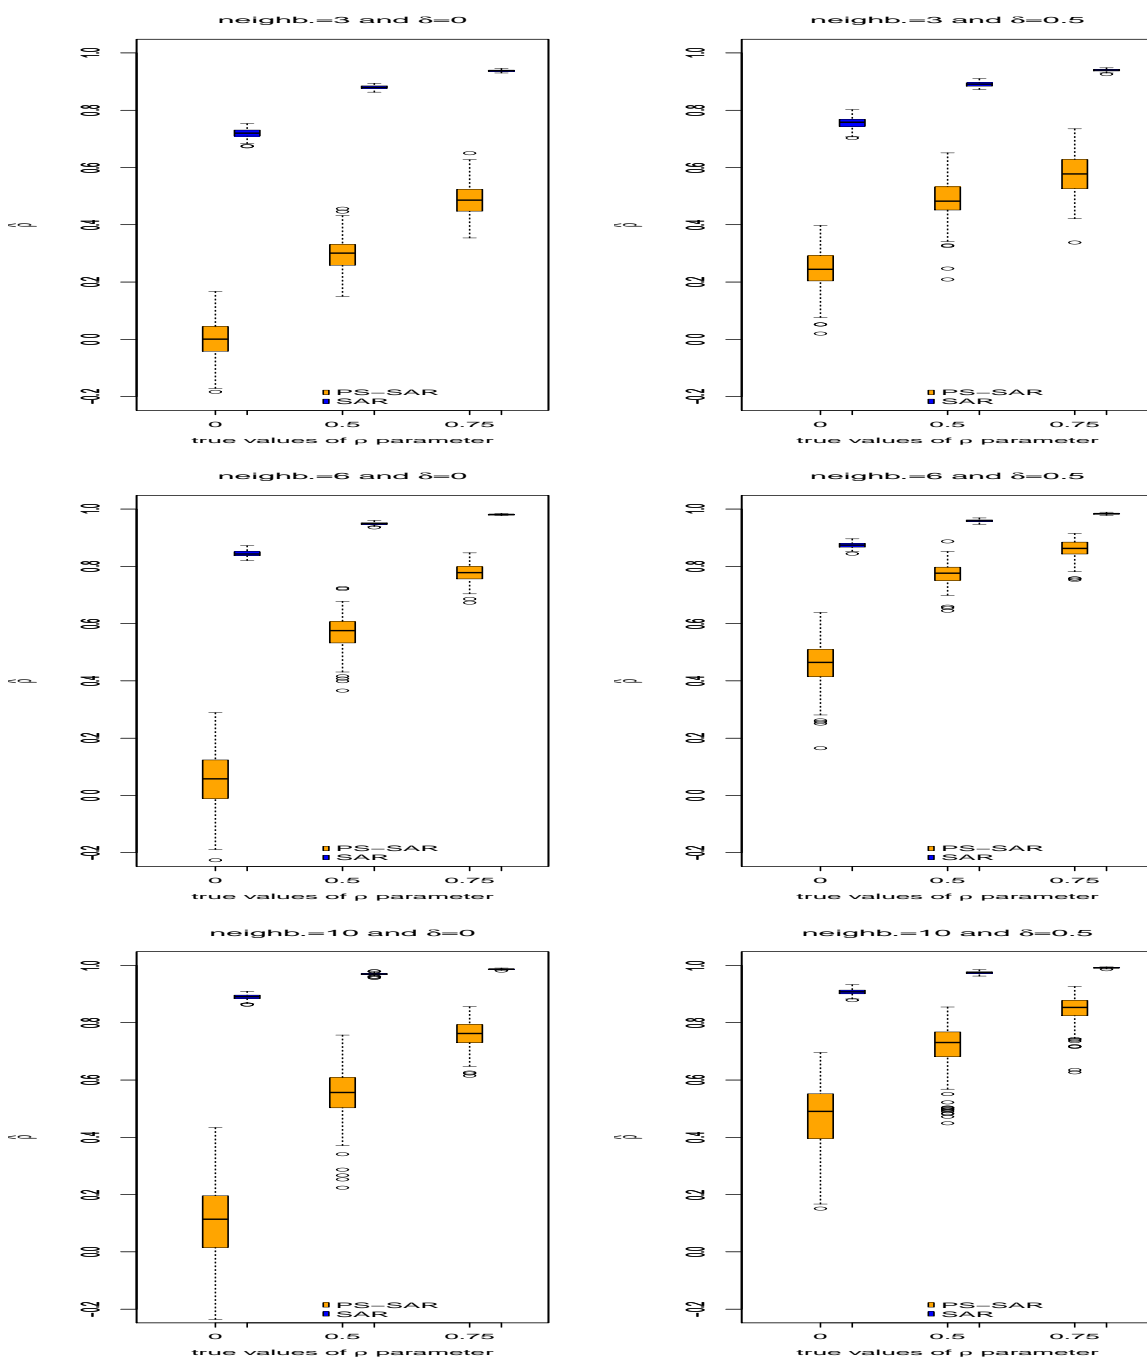 neighb.=3 and δ=0
1.0
0.8
0.6
0.4
0.2
0.0
-0.2
ρ̂
PS-SAR
SAR
0 0.5 0.75
true values of ρ parameter
neighb.=3 and δ=0.5
1.0
0.8
0.6
0.4
0.2
0.0
-0.2
ρ̂
PS-SAR
SAR
0 0.5 0.75
true values of ρ parameter
neighb.=6 and δ=0
1.0
0.8
0.6
0.4
0.2
0.0
-0.2
ρ̂
PS-SAR
SAR
0 0.5 0.75
true values of ρ parameter
neighb.=6 and δ=0.5
1.0
0.8
0.6
0.4
0.2
0.0
-0.2
ρ̂
PS-SAR
SAR
0 0.5 0.75
true values of ρ parameter
neighb.=10 and δ=0
1.0
0.8
0.6
0.4
0.2
0.0
-0.2
ρ̂
PS-SAR
SAR
0 0.5 0.75
true values of ρ parameter
neighb.=10 and δ=0.5
1.0
0.8
0.6
0.4
0.2
0.0
-0.2
ρ̂
PS-SAR
SAR
0 0.5 0.75
true values of ρ parameter